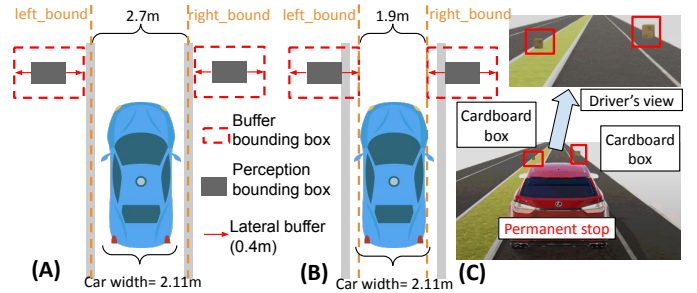 left_bound
right_bound
2.7m
Buffer
bounding box
Perception
bounding box
Lateral buffer
(0.4m)
(A)
Car width= 2.11m
left_bound
right_bound
1.9m
(B)
Car width= 2.11m
Driver's view
Cardboard
box
Cardboard
box
Permanent stop
(C)